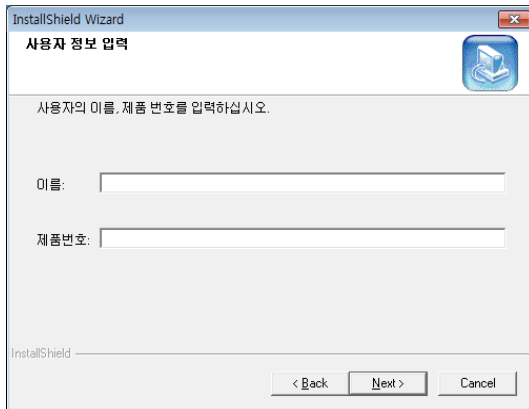 InstallShield Wizard
사용자 정보 입력
사용자의 이름, 제품 번호를 입력하십시오.
이름:
제품번호:
InstallShield
< Back Next > Cancel